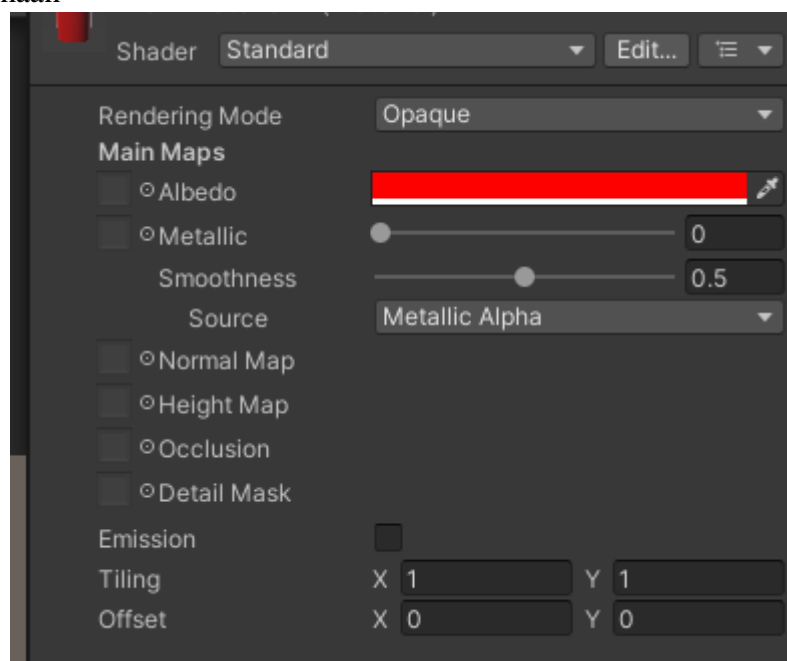 Shader Standard Edit...
Rendering Mode Opaque
Main Maps
Albedo
Metallic 0
Smoothness 0.5
Source Metallic Alpha
Normal Map
Height Map
Occlusion
Detail Mask
Emission
Tiling X 1 Y 1
Offset X 0 Y 0